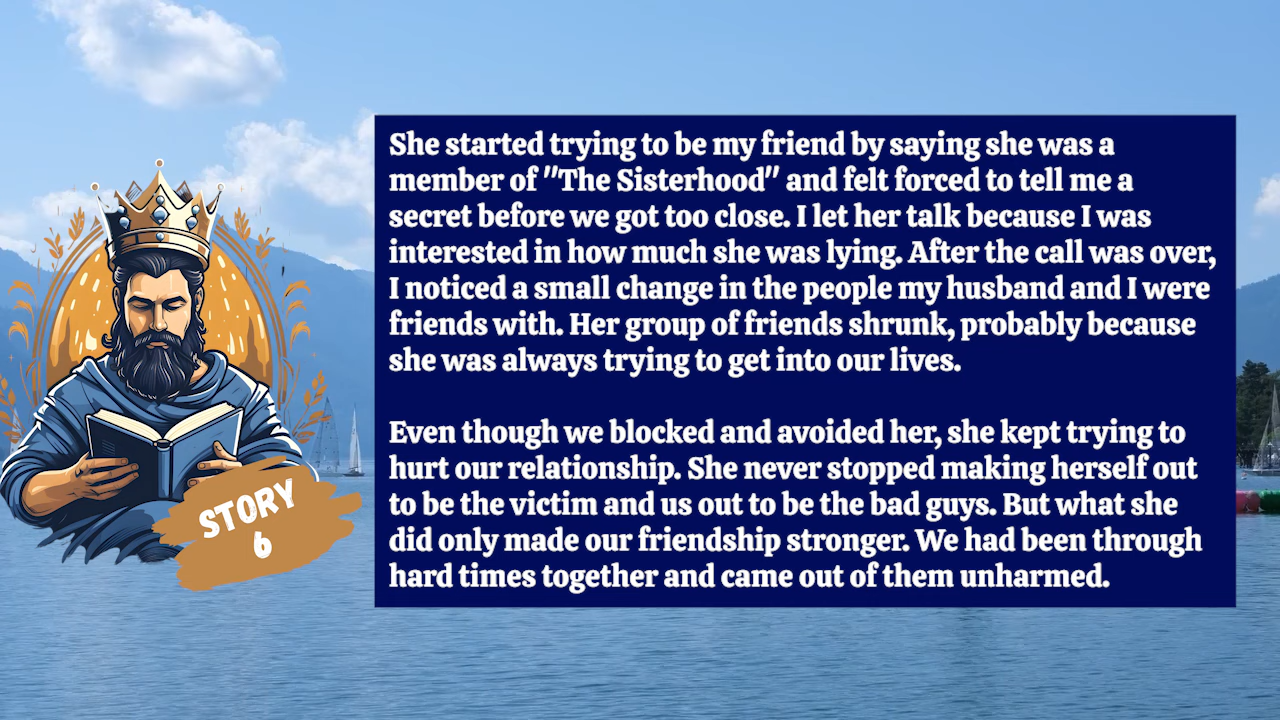 She started trying to be my friend by saying she was a
member of "The Sisterhood" and felt forced to tell me a
secret before we got too close. I let her talk because I was
interested in how much she was lying. After the call was over,
I noticed a small change in the people my husband and I were
friends with. Her group of friends shrunk, probably because
she was always trying to get into our lives.
Even though we blocked and avoided her, she kept trying to
hurt our relationship. She never stopped making herself out
to be the victim and us out to be the bad guys. But what she
did only made our friendship stronger. We had been through
hard times together and came out of them unharmed.
STORY
6